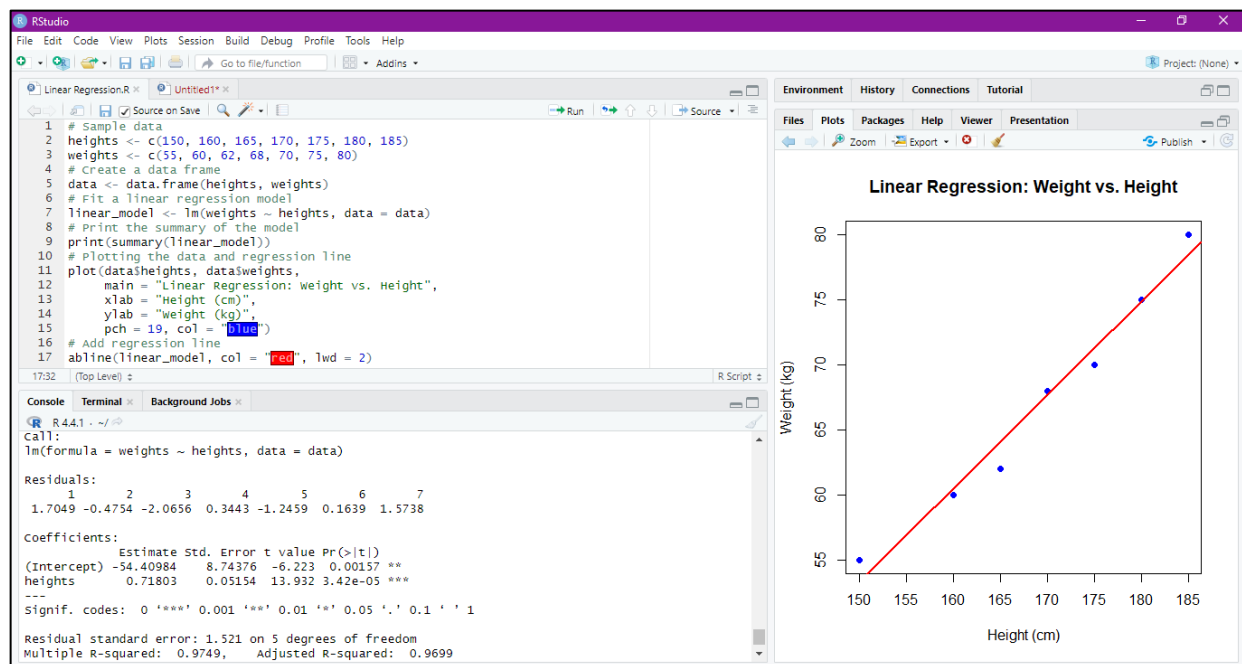 RStudio
File Edit Code View Plots Session Build Debug Profile Tools Help
Go to file/function Addins Project: (None)
Linear Regression.R Untitled1*
Source on Save Run Source
1 # Sample data
2 heights <- c(150, 160, 165, 170, 175, 180, 185)
3 weights <- c(55, 60, 62, 68, 70, 75, 80)
4 # Create a data frame
5 data <- data.frame(heights, weights)
6 # Fit a linear regression model
7 linear_model <- lm(weights ~ heights, data = data)
8 # Print the summary of the model
9 print(summary(linear_model))
10 # Plotting the data and regression line
11 plot(data$heights, data$weights,
12 main = "Linear Regression: Weight vs. Height",
13 xlab = "Height (cm)",
14 ylab = "Weight (kg)",
15 pch = 19, col = "blue")
16 # Add regression line
17 abline(linear_model, col = "red", lwd = 2)
17:32 (Top Level) R Script
Console Terminal Background Jobs
R R 4.4.1 · ~/
Call:
lm(formula = weights ~ heights, data = data)
Residuals:
1 2 3 4 5 6 7
1.7049 -0.4754 -2.0656 0.3443 -1.2459 0.1639 1.5738
Coefficients:
Estimate Std. Error t value Pr(>|t|)
(Intercept) -54.40984 8.74376 -6.223 0.00157 **
heights 0.71803 0.05154 13.932 3.42e-05 ***
---
Signif. codes: 0 ‘***’ 0.001 ‘**’ 0.01 ‘*’ 0.05 ‘.’ 0.1 ‘ ’ 1
Residual standard error: 1.521 on 5 degrees of freedom
Multiple R-squared: 0.9749, Adjusted R-squared: 0.9699
Environment History Connections Tutorial
Files Plots Packages Help Viewer Presentation
Zoom Export Publish
Linear Regression: Weight vs. Height
Weight (kg)
80
75
70
65
60
55
150 155 160 165 170 175 180 185
Height (cm)